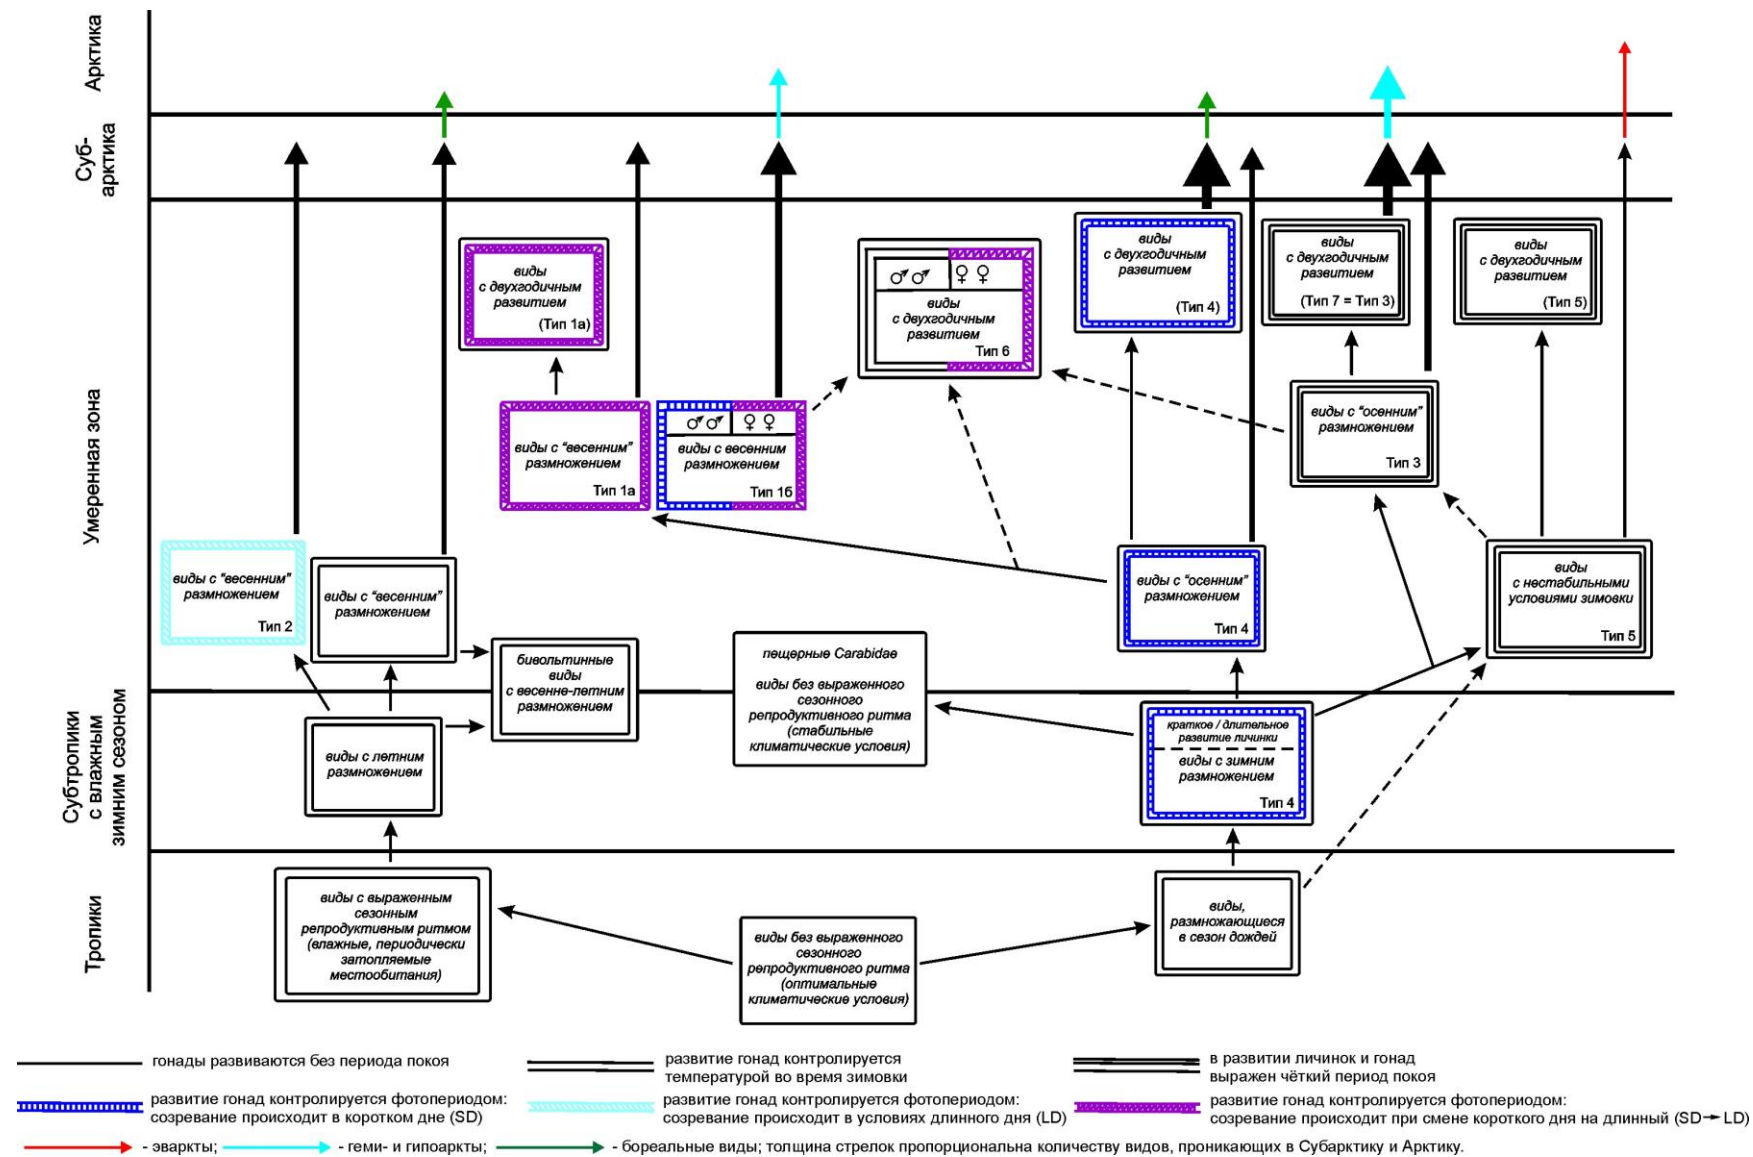 Арктика
Суб-
арктика
Умеренная зона
Субтропики
с влажным
зимним сезоном
Тропики
виды
с двухгодичным
развитием
(Тип 1а)
♂♂ ♀♀
виды
с двухгодичным
развитием
Тип 6
виды
с двухгодичным
развитием
(Тип 4)
виды
с двухгодичным
развитием
(Тип 7 = Тип 3)
виды
с двухгодичным
развитием
(Тип 5)
виды с "весенним"
размножением
Тип 1а
♂♂ ♀♀
виды с весенним
размножением
Тип 1б
виды с "осенним"
размножением
Тип 3
виды с "весенним"
размножением
Тип 2
виды с "весенним"
размножением
бивольтинные
виды
с весенне-летним
размножением
пещерные Carabidae
виды без выраженного
сезонного
репродуктивного ритма
(стабильные
климатические условия)
виды с "осенним"
размножением
Тип 4
виды
с нестабильными
условиями зимовки
Тип 5
виды с летним
размножением
краткое / длительное
развитие личинки
виды с зимним
размножением
Тип 4
виды с выраженным
сезонным
репродуктивным ритмом
(влажные, периодически
затопляемые
местообитания)
виды без выраженного
сезонного
репродуктивного ритма
(оптимальные
климатические условия)
виды,
размножающиеся
в сезон дождей
гонады развиваются без периода покоя
развитие гонад контролируется
температурой во время зимовки
в развитии личинок и гонад
выражен чёткий период покоя
развитие гонад контролируется фотопериодом:
созревание происходит в коротком дне (SD)
развитие гонад контролируется фотопериодом:
созревание происходит в условиях длинного дня (LD)
развитие гонад контролируется фотопериодом:
созревание происходит при смене короткого дня на длинный (SD→LD)
- эваркты; - геми- и гипоаркты; - бореальные виды; толщина стрелок пропорциональна количеству видов, проникающих в Субарктику и Арктику.